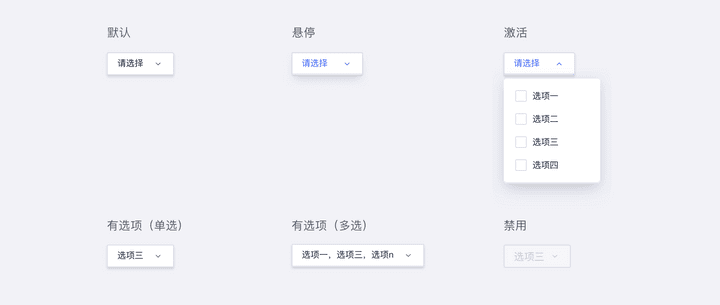 默认
悬停
激活
请选择
请选择
请选择
选项一
选项二
选项三
选项四
有选项（单选）
有选项（多选）
禁用
选项三
选项一、选项三，选项n
选项三